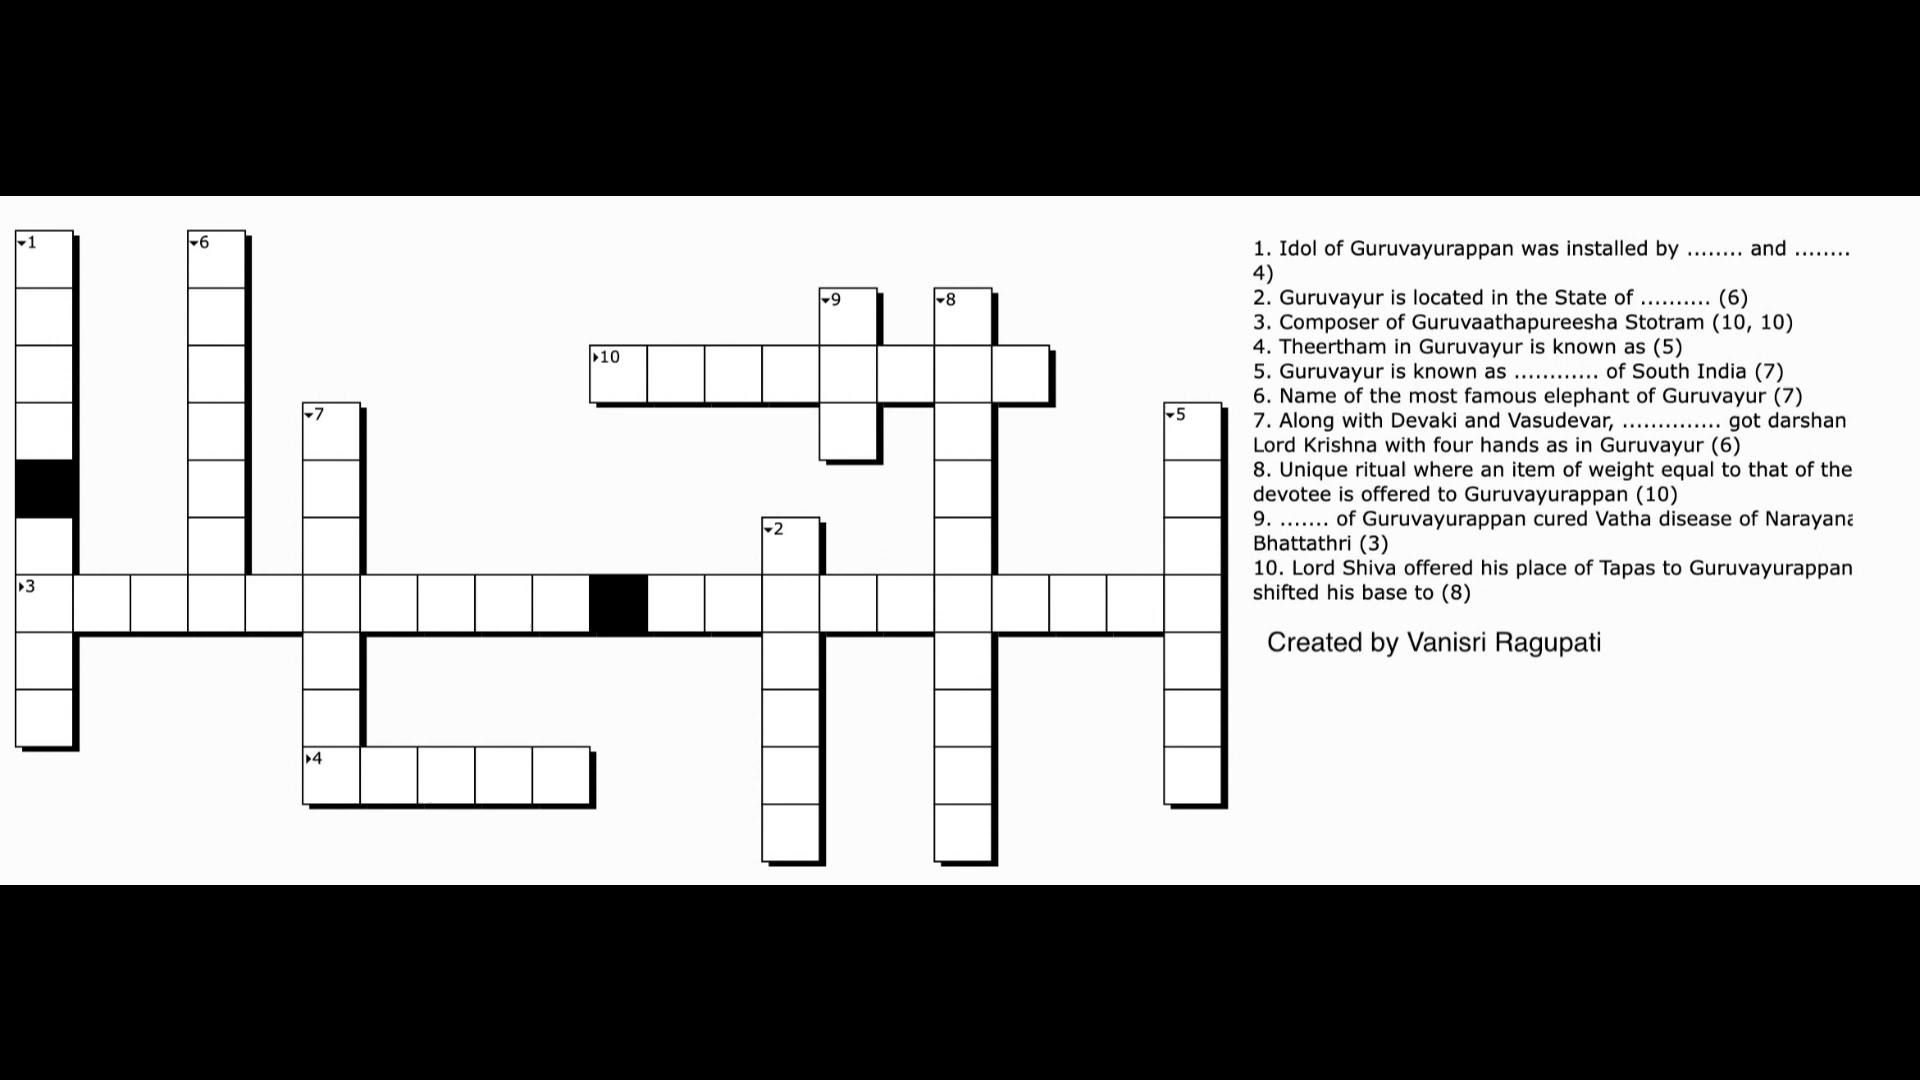 1
6
9
8
10
7
5
2
3
4
1. Idol of Guruvayurappan was installed by ........ and ........
4)
2. Guruvayur is located in the State of .......... (6)
3. Composer of Guruvaathapureesha Stotram (10, 10)
4. Theertham in Guruvayur is known as (5)
5. Guruvayur is known as ............ of South India (7)
6. Name of the most famous elephant of Guruvayur (7)
7. Along with Devaki and Vasudevar, .............. got darshan
Lord Krishna with four hands as in Guruvayur (6)
8. Unique ritual where an item of weight equal to that of the
devotee is offered to Guruvayurappan (10)
9. ....... of Guruvayurappan cured Vatha disease of Narayana
Bhattathri (3)
10. Lord Shiva offered his place of Tapas to Guruvayurappan
shifted his base to (8)
Created by Vanisri Ragupati